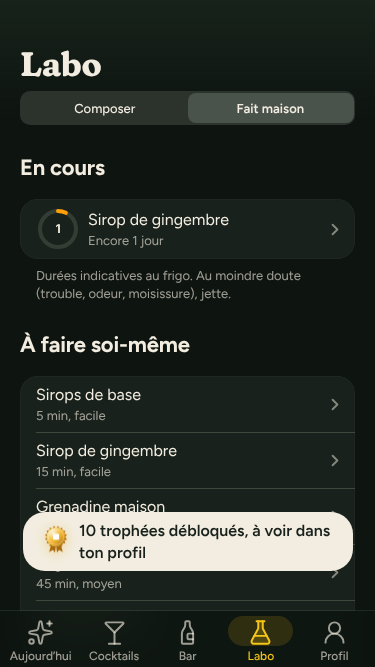 Labo
Composer
Fait maison
En cours
1
Sirop de gingembre
Encore 1 jour
Durées indicatives au frigo. Au moindre doute
(trouble, odeur, moisissure), jette.
À faire soi-même
Sirops de base
5 min, facile
Sirop de gingembre
15 min, facile
Grenadine maison
10 trophées débloqués, à voir dans
ton profil
45 min, moyen
Aujourd'hui
Cocktails
Bar
Labo
Profil